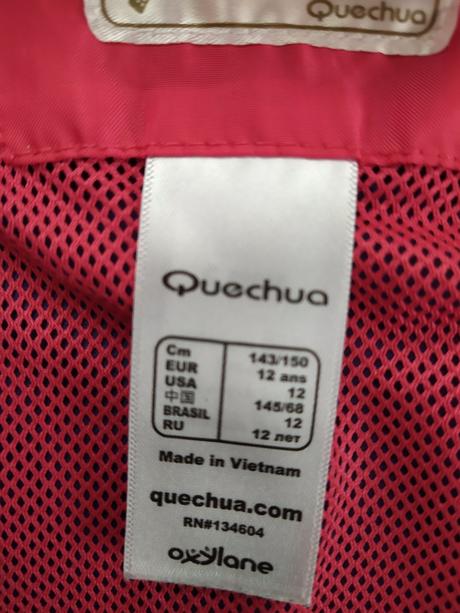 Quechua
Quechua
Cm 143/150
EUR 12 ans
USA 12
中国 145/68
BRASIL 12
RU 12 лет
Made in Vietnam
quechua.com
RN#134604
oxylane